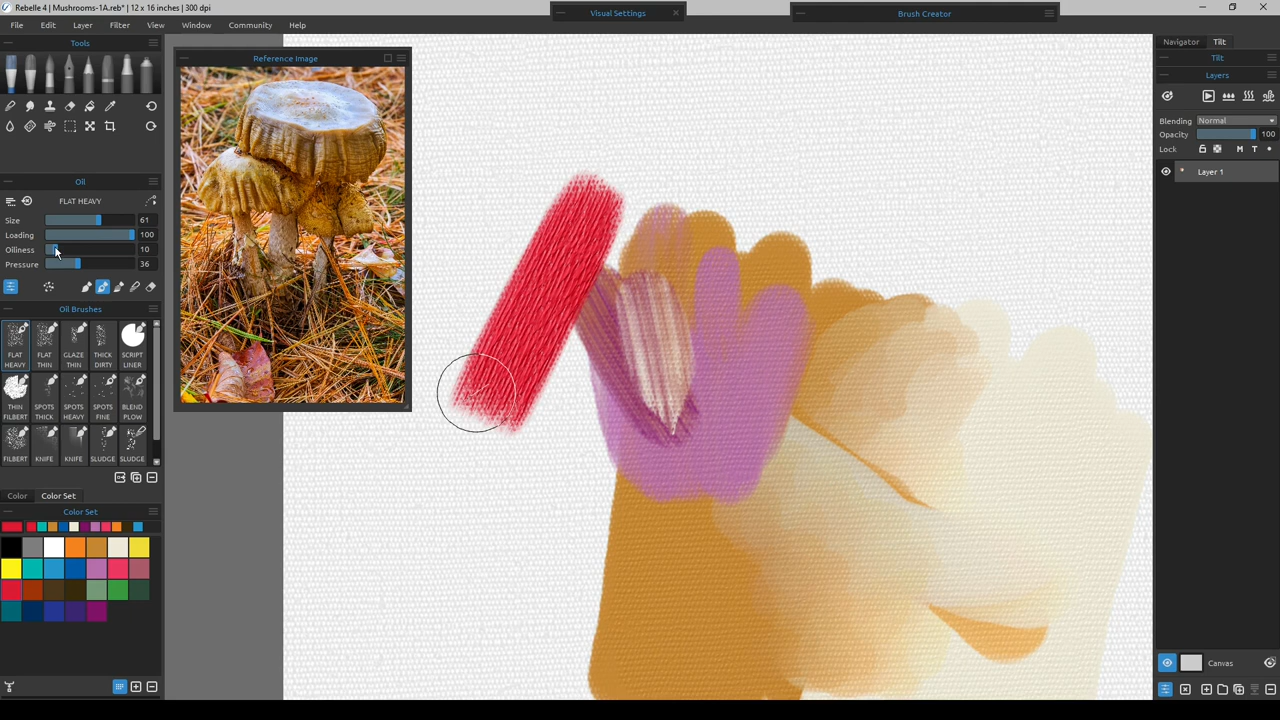 Rebelle 4 | Mushrooms-1A.reb* | 12 x 16 inches | 300 dpi
Visual Settings
Brush Creator
File Edit Layer Filter View Window Community Help
Tools
Reference Image
Navigator Tilt
Tilt
Layers
Blending Normal
Opacity 100
Lock M T
Layer 1
Oil
FLAT HEAVY
Size 61
Loading 100
Oiliness 10
Pressure 36
Oil Brushes
FLAT HEAVY FLAT THIN GLAZE THIN THICK DIRTY SCRIPT LINER
THIN FILBERT SPOTS THICK SPOTS HEAVY SPOTS FINE BLEND PLOW
FILBERT KNIFE KNIFE SLUDGE SLUDGE
Color Color Set
Color Set
Canvas